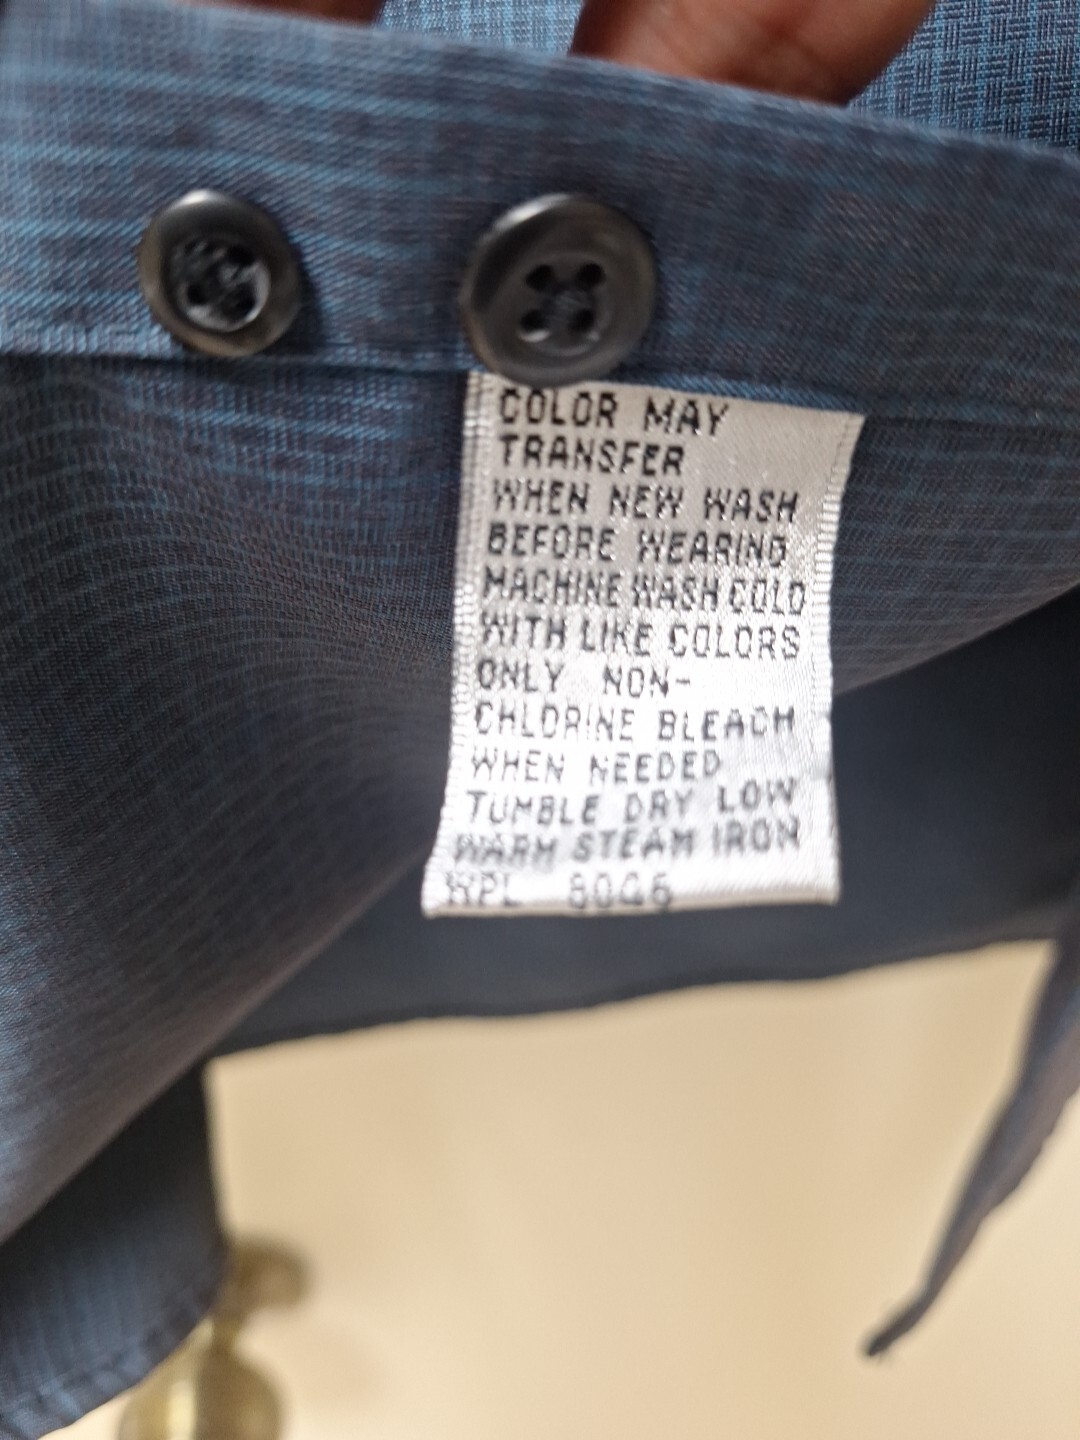 COLOR MAY
TRANSFER
WHEN NEW WASH
BEFORE WEARING
MACHINE WASH COLD
WITH LIKE COLORS
ONLY NON-
CHLORINE BLEACH
WHEN NEEDED
TUMBLE DRY LOW
WARM STEAM IRON
WPL 8046